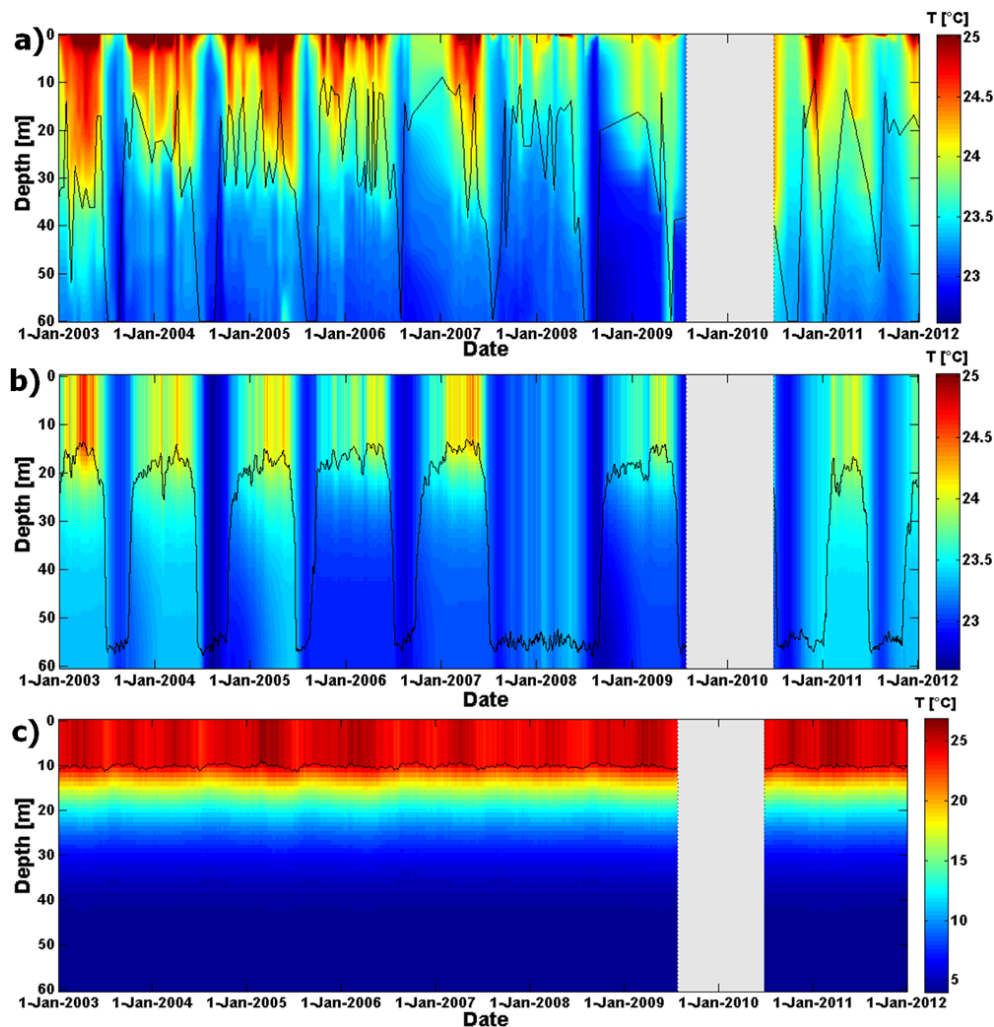 a)
T [°C]
0
10
20
30
40
50
60
Depth [m]
1-Jan-2003 1-Jan-2004 1-Jan-2005 1-Jan-2006 1-Jan-2007 1-Jan-2008 1-Jan-2009 1-Jan-2010 1-Jan-2011 1-Jan-2012
Date
25
24.5
24
23.5
23
b)
T [°C]
0
10
20
30
40
50
60
Depth [m]
1-Jan-2003 1-Jan-2004 1-Jan-2005 1-Jan-2006 1-Jan-2007 1-Jan-2008 1-Jan-2009 1-Jan-2010 1-Jan-2011 1-Jan-2012
Date
25
24.5
24
23.5
23
c)
T [°C]
0
10
20
30
40
50
60
Depth [m]
1-Jan-2003 1-Jan-2004 1-Jan-2005 1-Jan-2006 1-Jan-2007 1-Jan-2008 1-Jan-2009 1-Jan-2010 1-Jan-2011 1-Jan-2012
Date
25
20
15
10
5